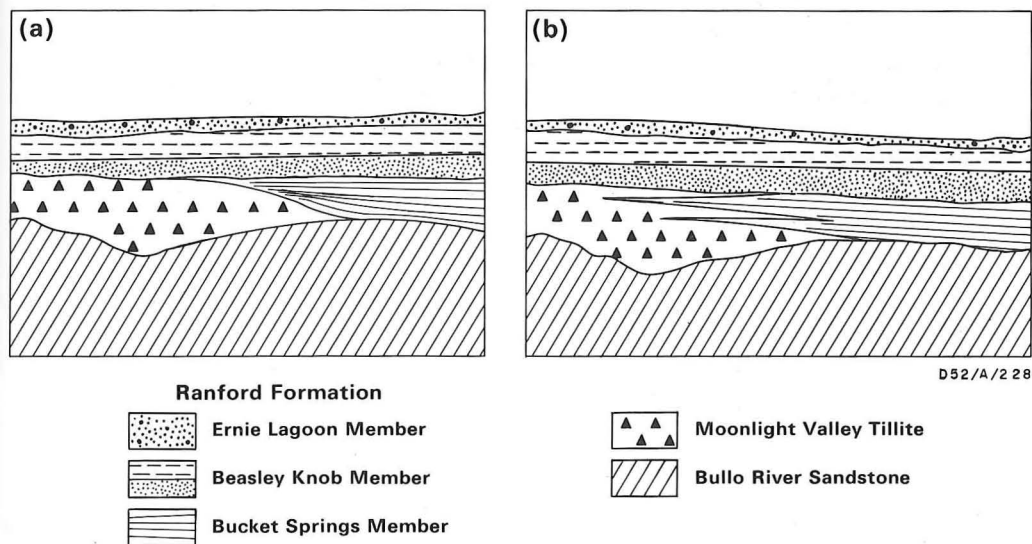 (a)
(b)
D52/A/228
Ranford Formation
Ernie Lagoon Member
Beasley Knob Member
Bucket Springs Member
Moonlight Valley Tillite
Bullo River Sandstone